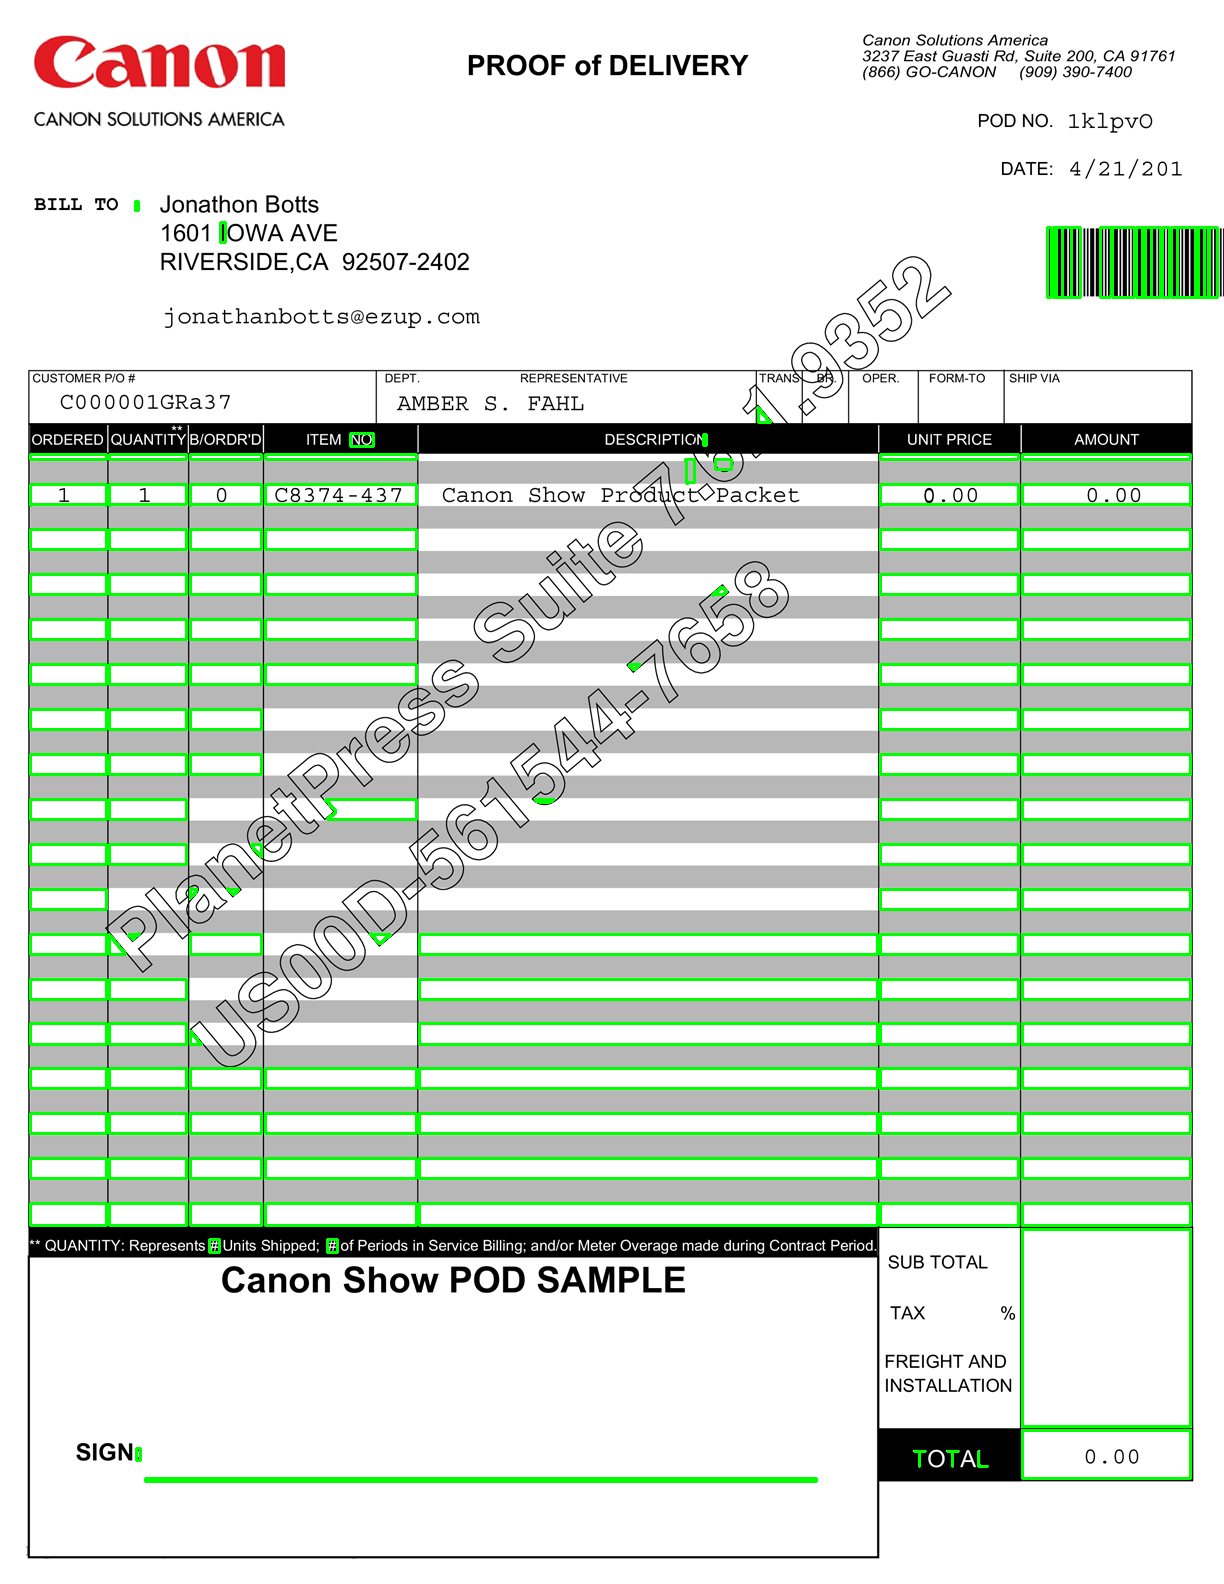 Canon
CANON SOLUTIONS AMERICA
PROOF of DELIVERY
Canon Solutions America
3237 East Guasti Rd, Suite 200, CA 91761
(866) GO-CANON (909) 390-7400
POD NO. 1klpvO
DATE: 4/21/201
BILL TO : Jonathon Botts
1601 IOWA AVE
RIVERSIDE,CA 92507-2402
jonathanbotts@ezup.com
CUSTOMER P/O # DEPT. REPRESENTATIVE TRANS BR. OPER. FORM-TO SHIP VIA
C000001GRa37 AMBER S. FAHL
ORDERED QUANTITY ** B/ORDR'D ITEM NO DESCRIPTION UNIT PRICE AMOUNT
1 1 0 C8374-437 Canon Show Product Packet 0.00 0.00
PlanetPress Suite
US00D-561544-7658
** QUANTITY: Represents # Units Shipped; # of Periods in Service Billing; and/or Meter Overage made during Contract Period.
Canon Show POD SAMPLE
SUB TOTAL
TAX %
FREIGHT AND
INSTALLATION
SIGN:
TOTAL 0.00